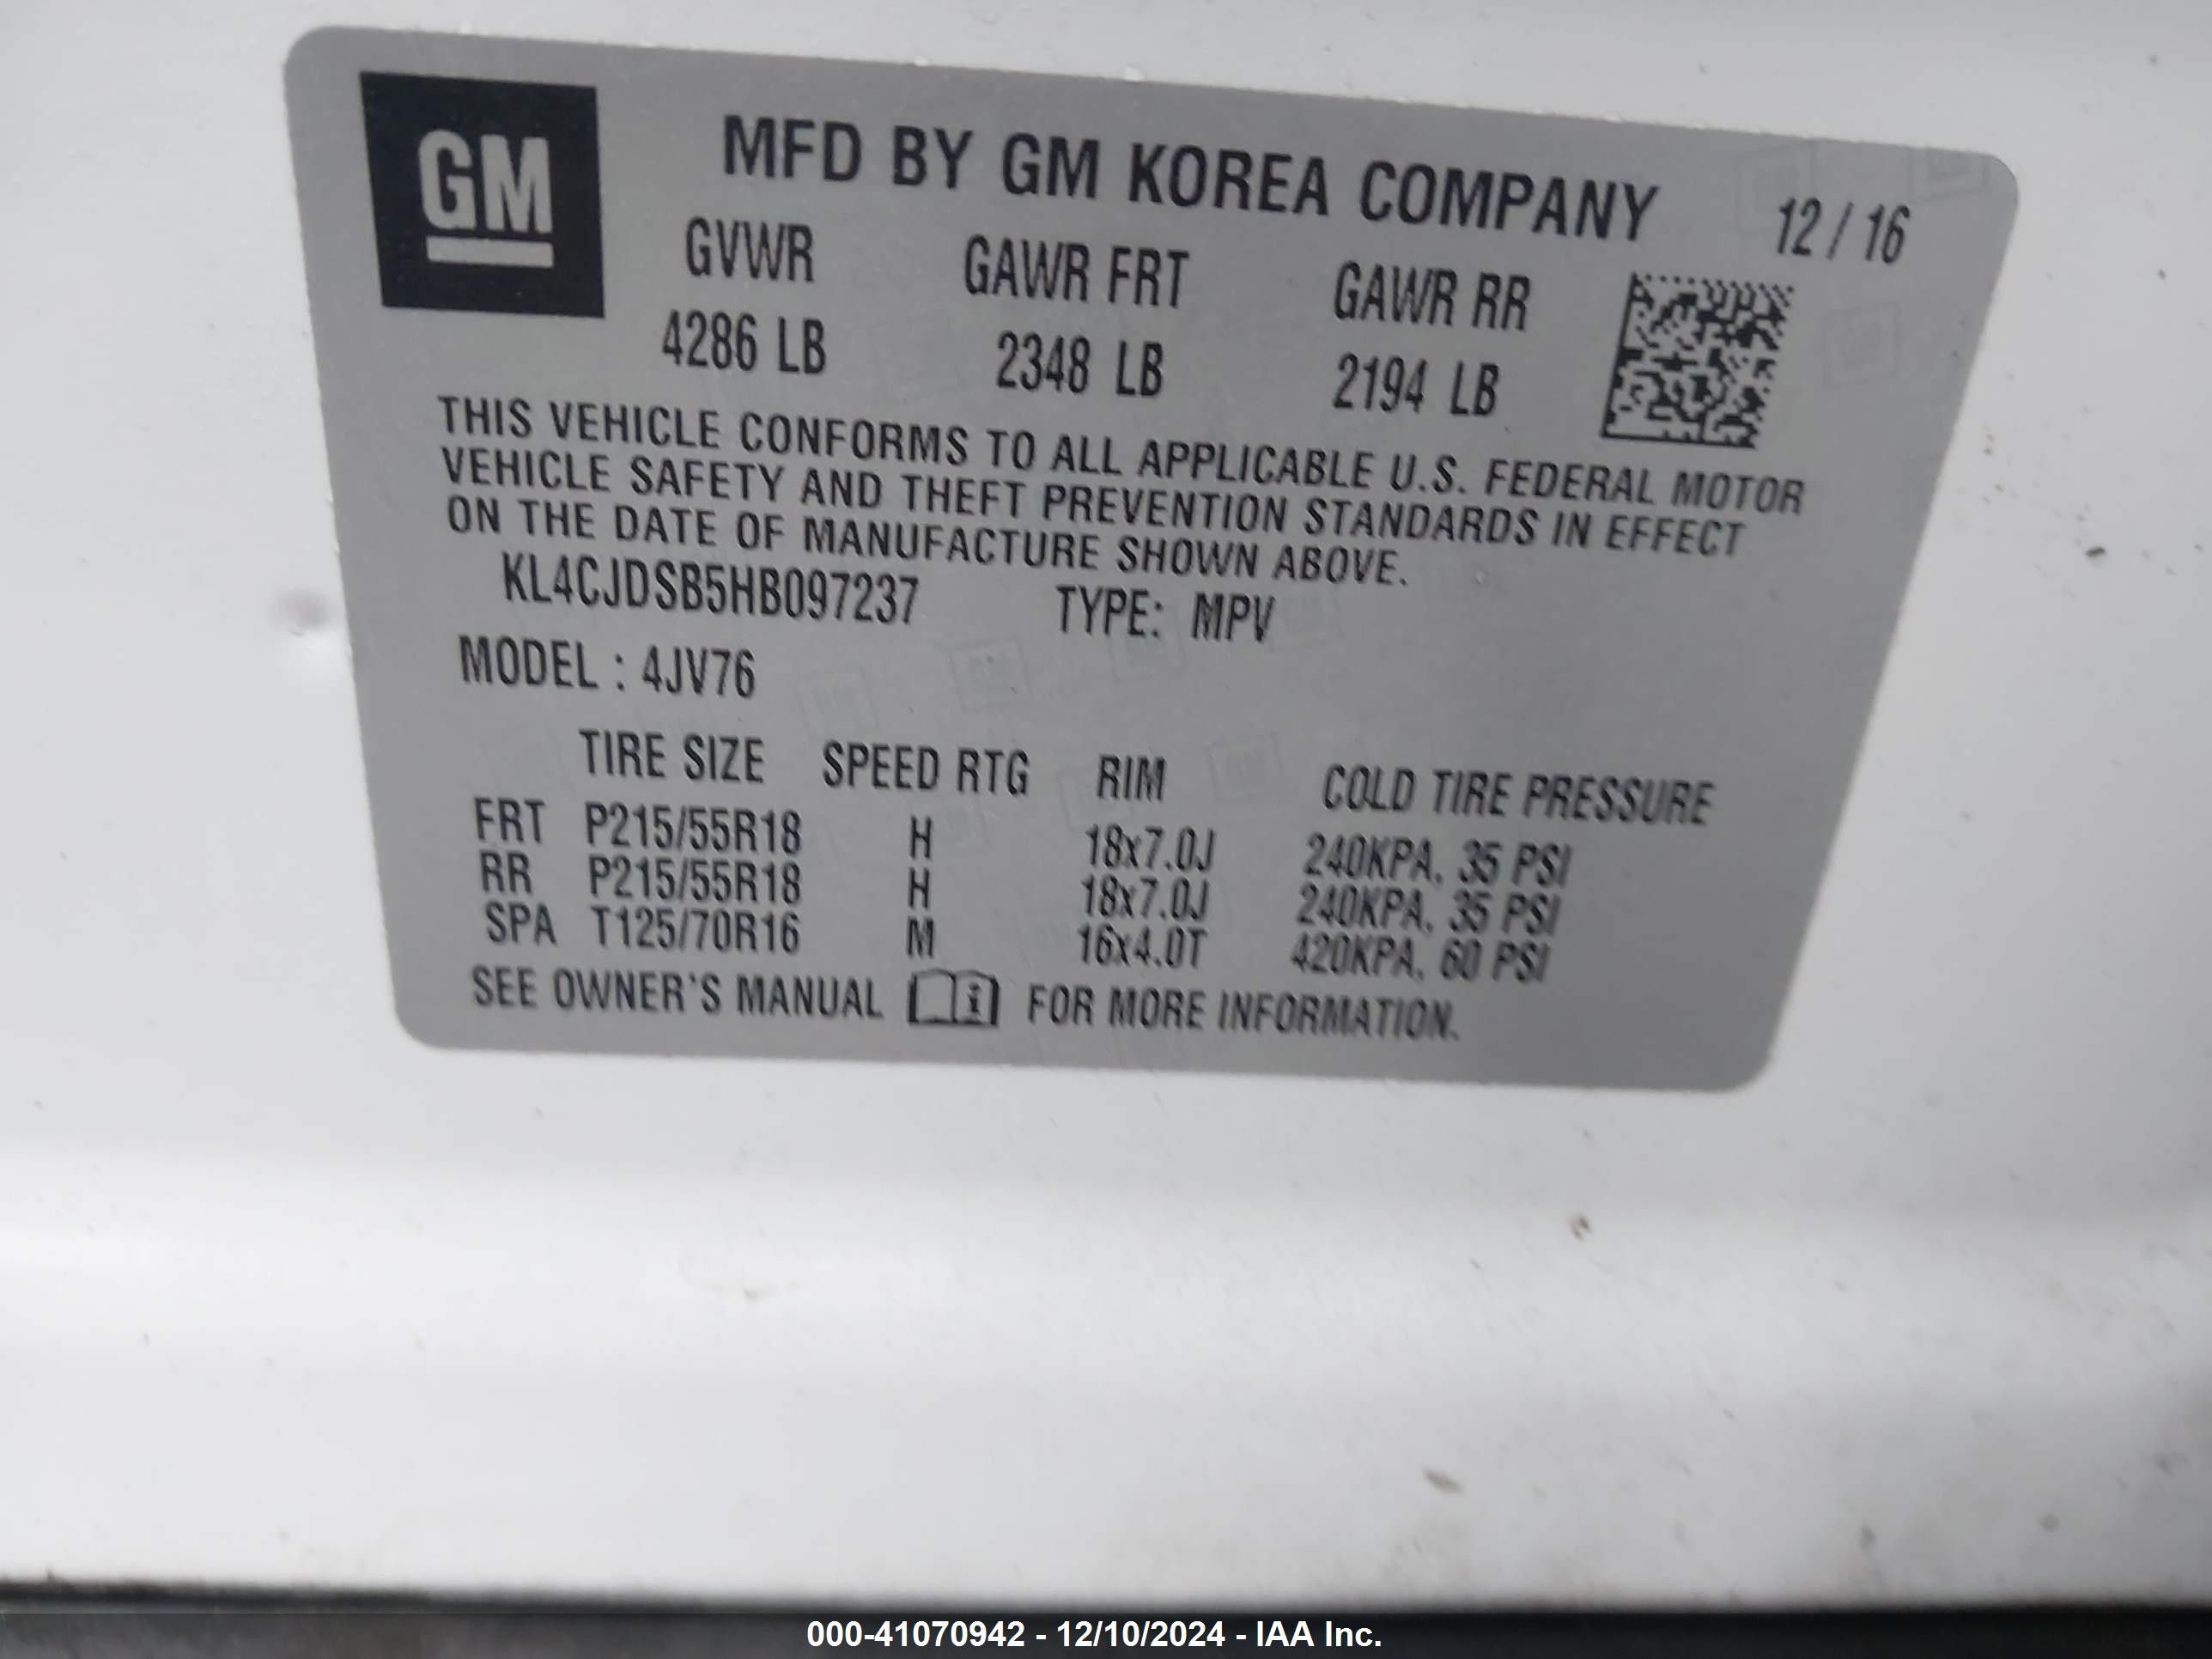 GM
MFD BY GM KOREA COMPANY 12 / 16
GVWR GAWR FRT GAWR RR
4286 LB 2348 LB 2194 LB
THIS VEHICLE CONFORMS TO ALL APPLICABLE U.S. FEDERAL MOTOR
VEHICLE SAFETY AND THEFT PREVENTION STANDARDS IN EFFECT
ON THE DATE OF MANUFACTURE SHOWN ABOVE.
KL4CJDSB5HB097237 TYPE: MPV
MODEL : 4JV76
TIRE SIZE SPEED RTG RIM COLD TIRE PRESSURE
FRT P215/55R18 H 18x7.0J 240KPA, 35 PSI
RR P215/55R18 H 18x7.0J 240KPA, 35 PSI
SPA T125/70R16 M 16x4.0T 420KPA, 60 PSI
SEE OWNER'S MANUAL i FOR MORE INFORMATION.
000-41070942 - 12/10/2024 - IAA Inc.